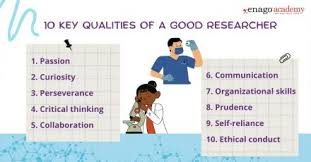 enago academy
10 KEY QUALITIES OF A GOOD RESEARCHER
1. Passion
2. Curiosity
3. Perseverance
4. Critical thinking
5. Collaboration
6. Communication
7. Organizational skills
8. Prudence
9. Self-reliance
10. Ethical conduct